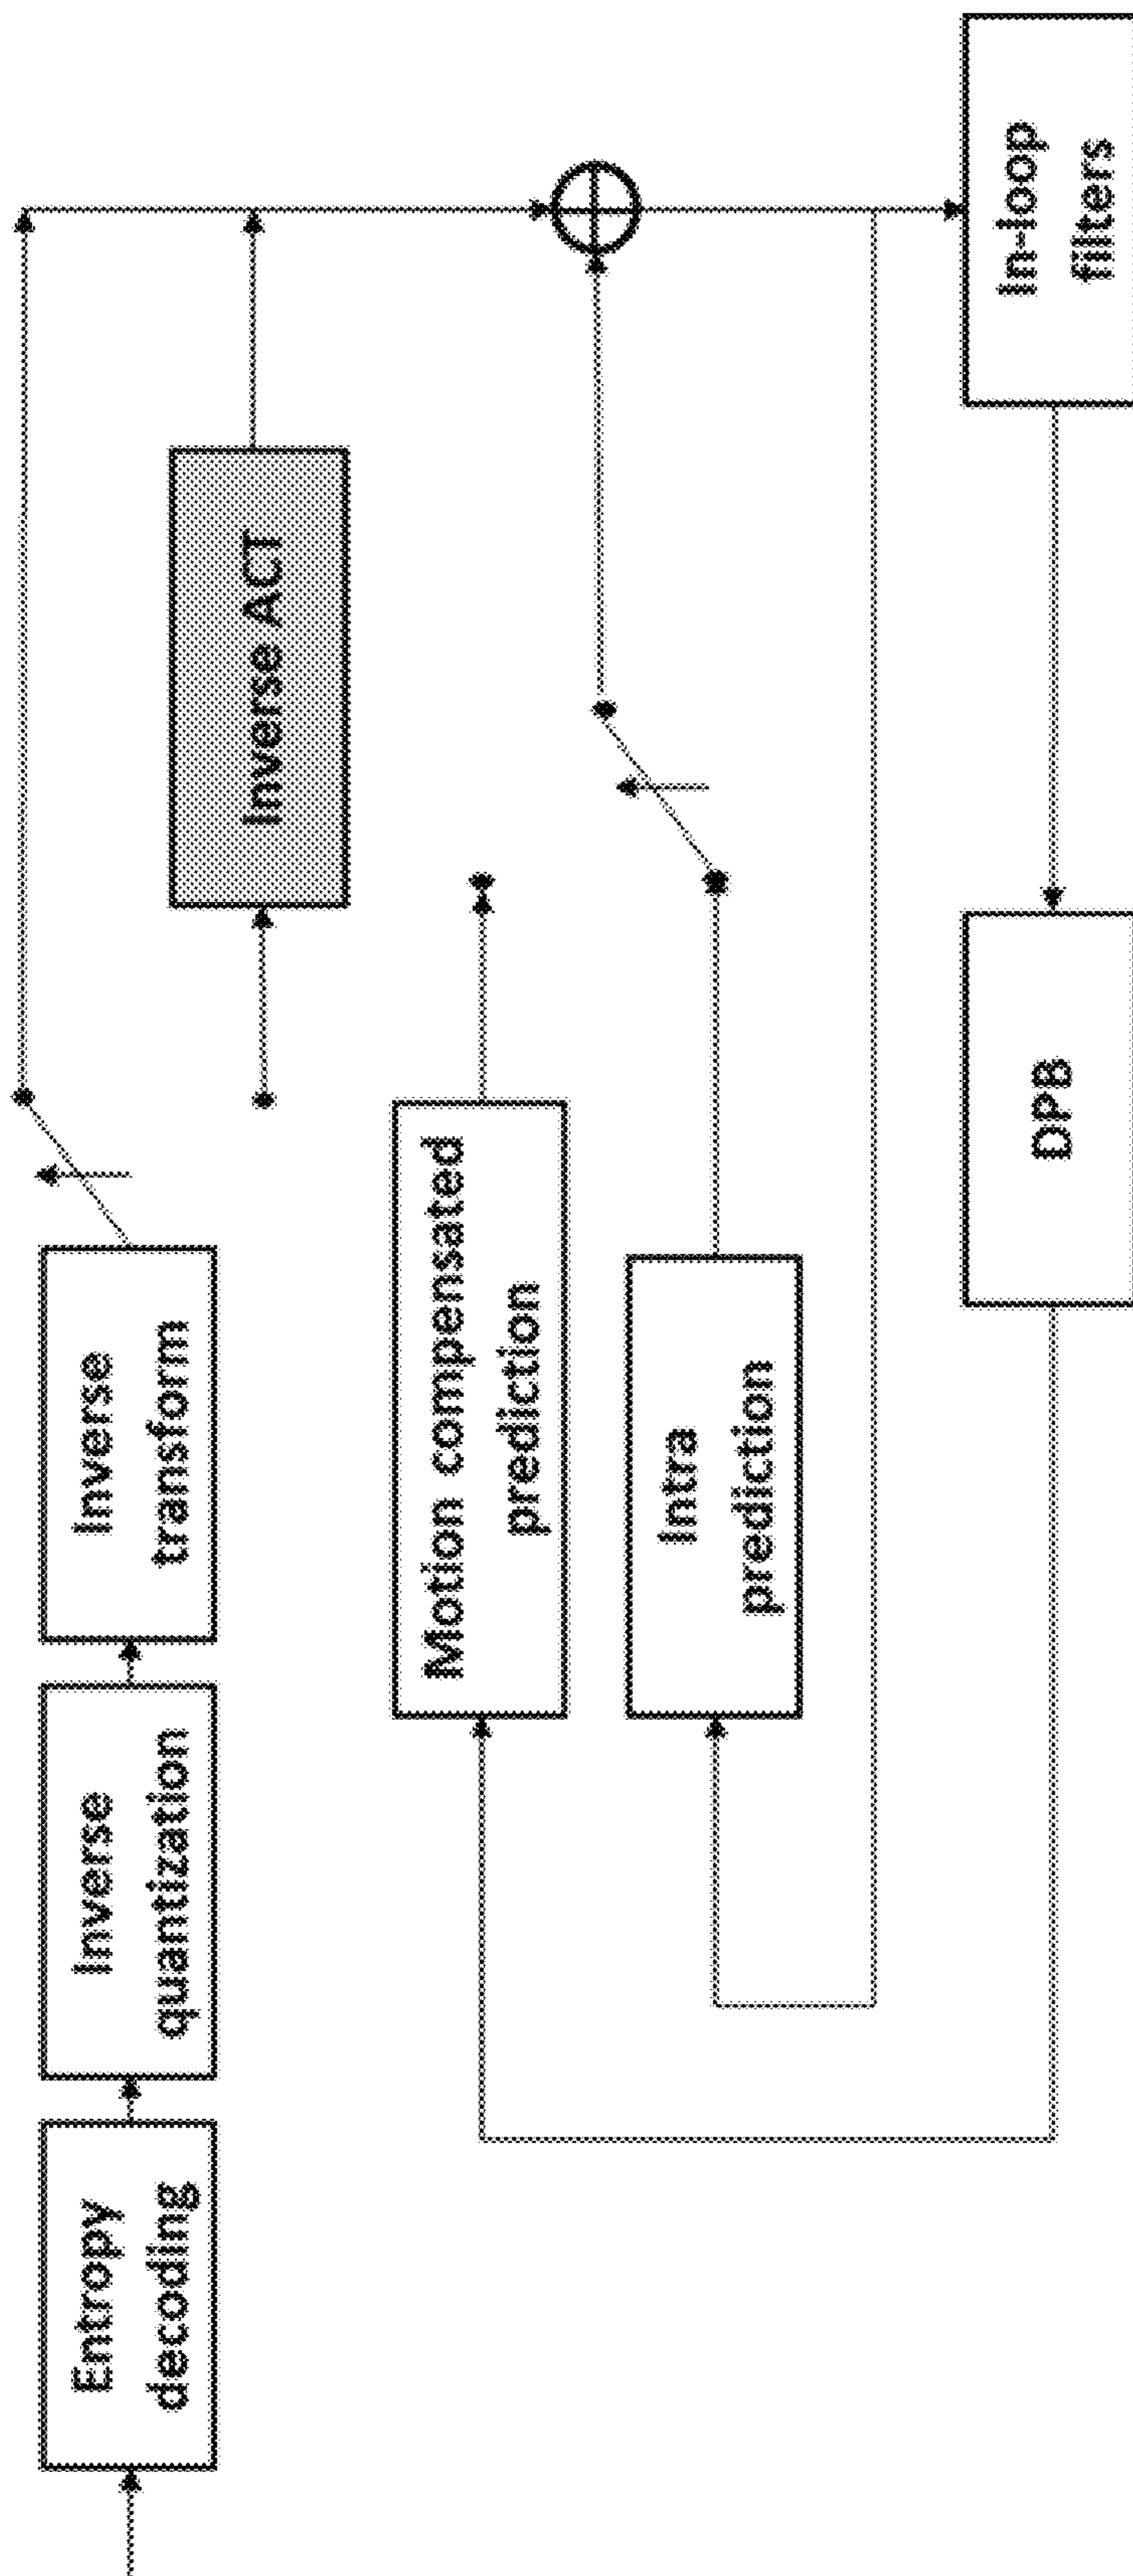 Entropy
decoding
Inverse
quantization
Inverse
transform
Inverse ACT
Motion compensated
prediction
Intra
prediction
DPB
In-loop
filters